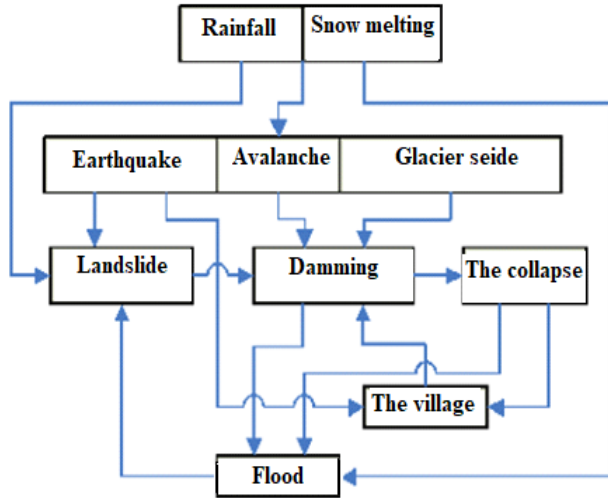 Rainfall
Snow melting
Earthquake
Avalanche
Glacier seide
Landslide
Damming
The collapse
The village
Flood